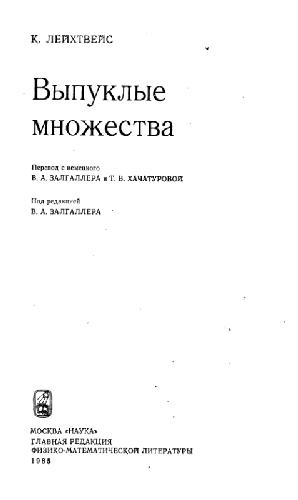 К. ЛЕЙХТВЕЙС
Выпуклые
множества
Перевод с немецкого
В. А. ЗАЛГАЛЛЕРА и Т. В. ХАЧАТУРОВОЙ
Под редакцией
В. А. ЗАЛГАЛЛЕРА
МОСКВА «НАУКА»
ГЛАВНАЯ РЕДАКЦИЯ
ФИЗИКО-МАТЕМАТИЧЕСКОЙ ЛИТЕРАТУРЫ
1985